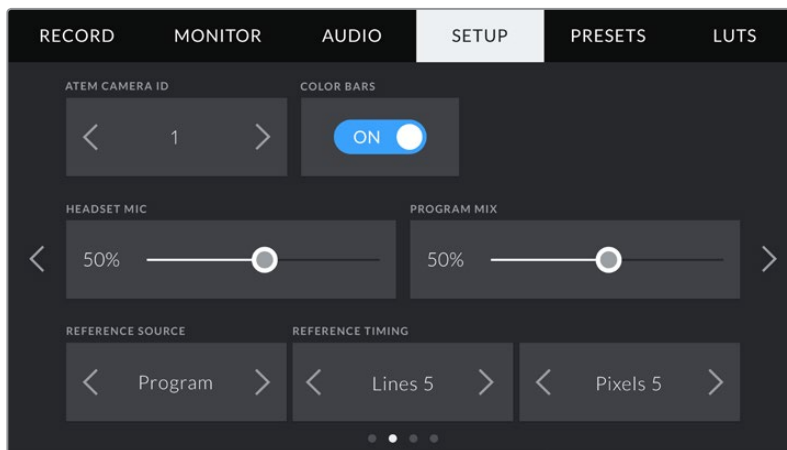 RECORD MONITOR AUDIO SETUP PRESETS LUTS
ATEM CAMERA ID COLOR BARS
1 ON
HEADSET MIC PROGRAM MIX
50% 50%
REFERENCE SOURCE REFERENCE TIMING
Program Lines 5 Pixels 5